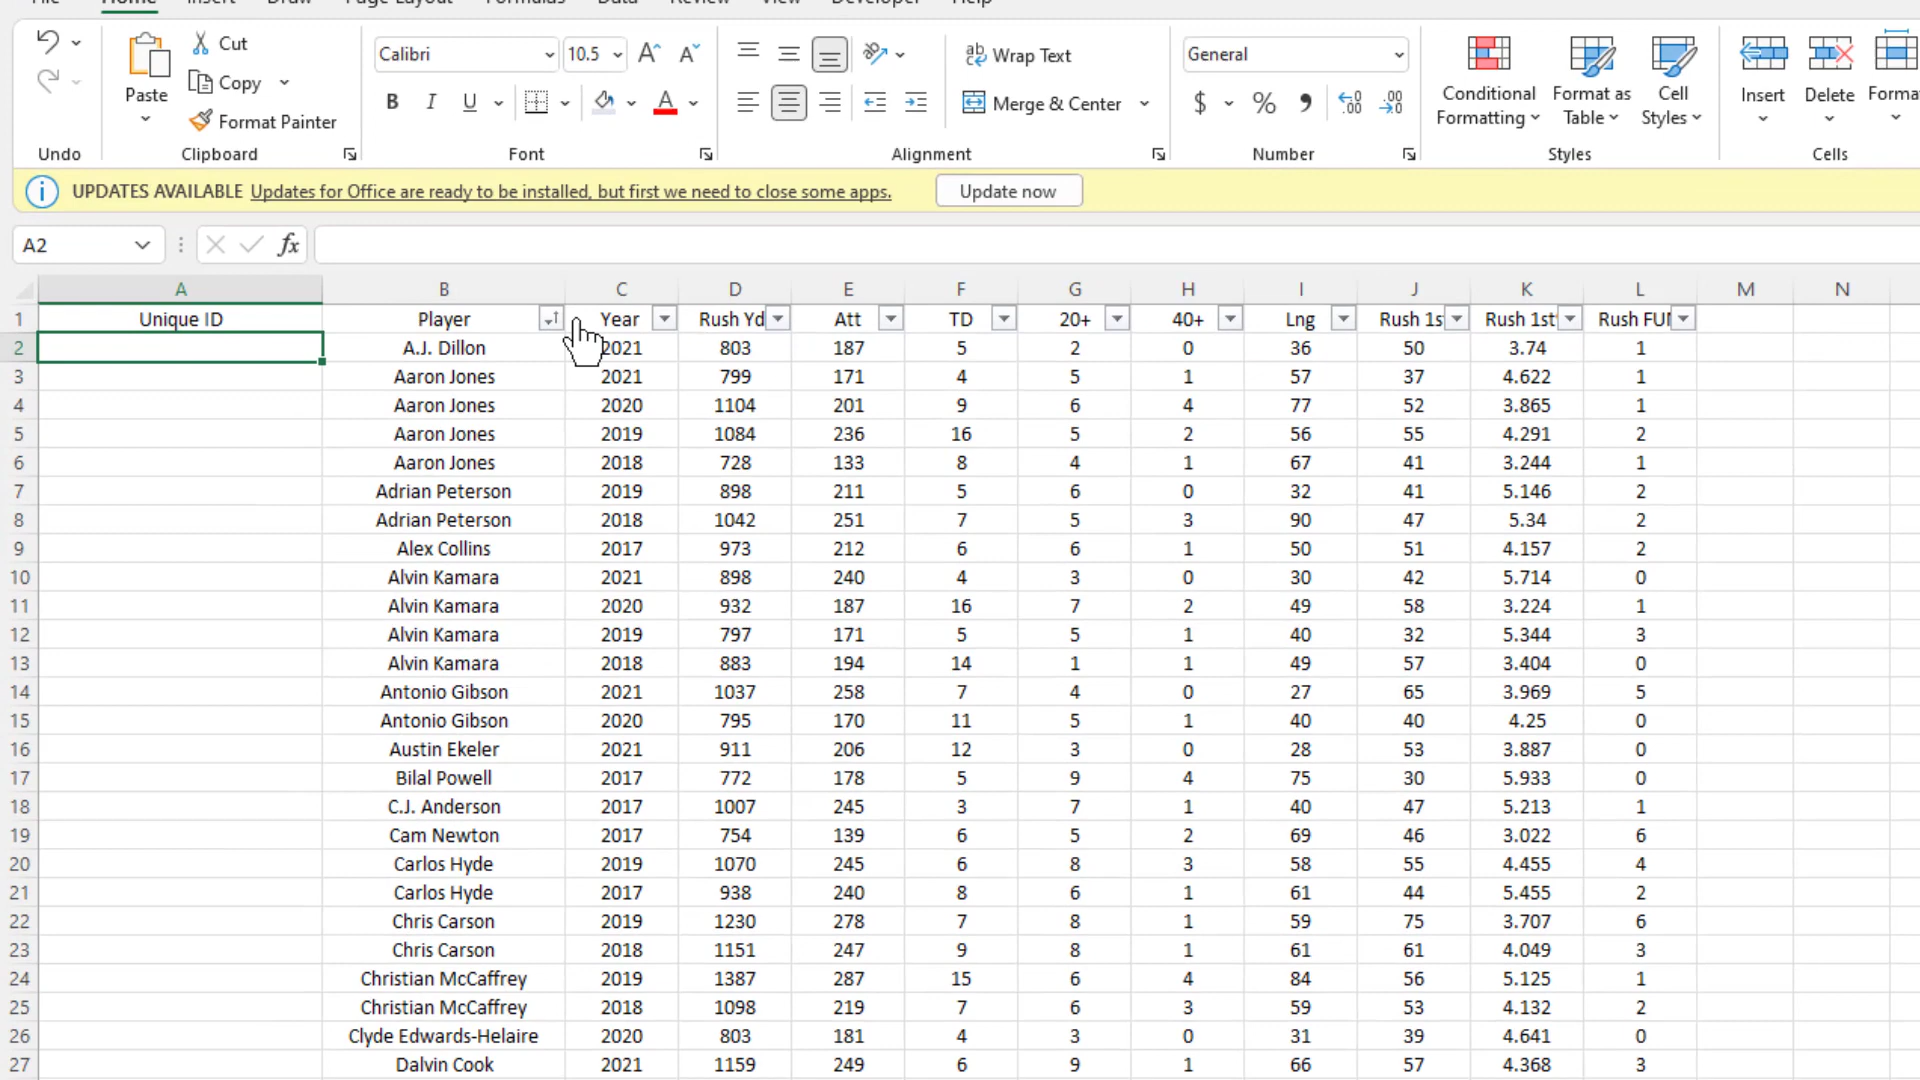 File Home Insert Draw Page Layout Formulas Data Review View Developer Help
Cut
Calibri 10.5 A A ab Wrap Text General
Copy
Paste
B I U A Merge & Center $ % 9 .00 .00
Conditional Formatting
Format as Table
Cell Styles
Insert Delete Forma
Format Painter
Undo Clipboard Font Alignment Number Styles Cells
UPDATES AVAILABLE Updates for Office are ready to be installed, but first we need to close some apps. Update now
A2 fx
A B C D E F G H I J K L M N
1 Unique ID Player Year Rush Yd Att TD 20+ 40+ Lng Rush 1s Rush 1st Rush FU
2 A.J. Dillon 2021 803 187 5 2 0 36 50 3.74 1
3 Aaron Jones 2021 799 171 4 5 1 57 37 4.622 1
4 Aaron Jones 2020 1104 201 9 6 4 77 52 3.865 1
5 Aaron Jones 2019 1084 236 16 5 2 56 55 4.291 2
6 Aaron Jones 2018 728 133 8 4 1 67 41 3.244 1
7 Adrian Peterson 2019 898 211 5 6 0 32 41 5.146 2
8 Adrian Peterson 2018 1042 251 7 5 3 90 47 5.34 2
9 Alex Collins 2017 973 212 6 6 1 50 51 4.157 2
10 Alvin Kamara 2021 898 240 4 3 0 30 42 5.714 0
11 Alvin Kamara 2020 932 187 16 7 2 49 58 3.224 1
12 Alvin Kamara 2019 797 171 5 5 1 40 32 5.344 3
13 Alvin Kamara 2018 883 194 14 1 1 49 57 3.404 0
14 Antonio Gibson 2021 1037 258 7 4 0 27 65 3.969 5
15 Antonio Gibson 2020 795 170 11 5 1 40 40 4.25 0
16 Austin Ekeler 2021 911 206 12 3 0 28 53 3.887 0
17 Bilal Powell 2017 772 178 5 9 4 75 30 5.933 0
18 C.J. Anderson 2017 1007 245 3 7 1 40 47 5.213 1
19 Cam Newton 2017 754 139 6 5 2 69 46 3.022 6
20 Carlos Hyde 2019 1070 245 6 8 3 58 55 4.455 4
21 Carlos Hyde 2017 938 240 8 6 1 61 44 5.455 2
22 Chris Carson 2019 1230 278 7 8 1 59 75 3.707 6
23 Chris Carson 2018 1151 247 9 8 1 61 61 4.049 3
24 Christian McCaffrey 2019 1387 287 15 6 4 84 56 5.125 1
25 Christian McCaffrey 2018 1098 219 7 6 3 59 53 4.132 2
26 Clyde Edwards-Helaire 2020 803 181 4 3 0 31 39 4.641 0
27 Dalvin Cook 2021 1159 249 6 9 1 66 57 4.368 3